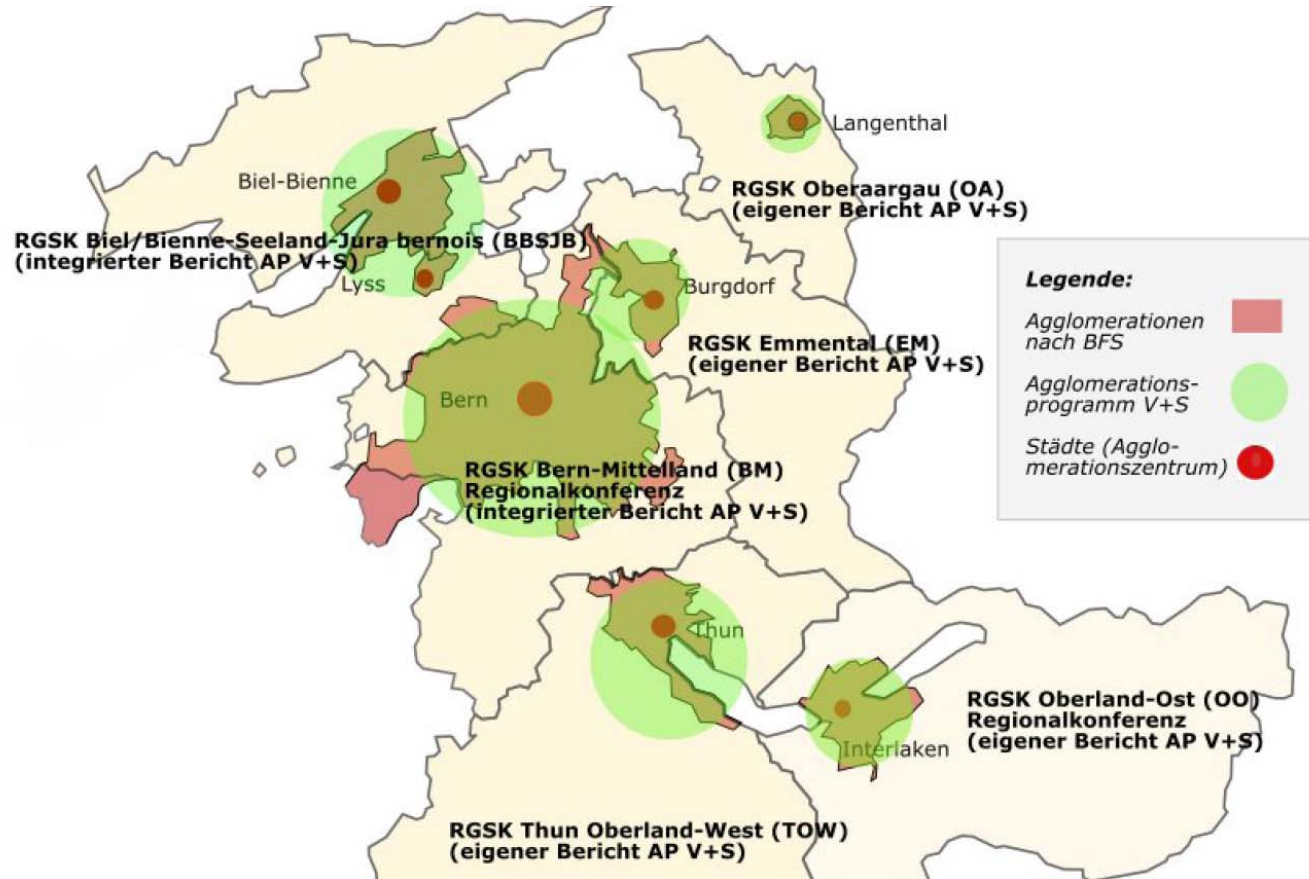 Langenthal
Biel-Bienne
RGSK Oberaargau (OA)
(eigener Bericht AP V+S)
RGSK Biel/Bienne-Seeland-Jura bernois (BBSJB)
(integrierter Bericht AP V+S)
Lyss
Burgdorf
RGSK Emmental (EM)
(eigener Bericht AP V+S)
Bern
RGSK Bern-Mittelland (BM)
Regionalkonferenz
(integrierter Bericht AP V+S)
Thun
RGSK Oberland-Ost (OO)
Regionalkonferenz
(eigener Bericht AP V+S)
Interlaken
RGSK Thun Oberland-West (TOW)
(eigener Bericht AP V+S)
Legende:
Agglomerationen
nach BFS
Agglomerations-
programm V+S
Städte (Agglo-
merationszentrum)